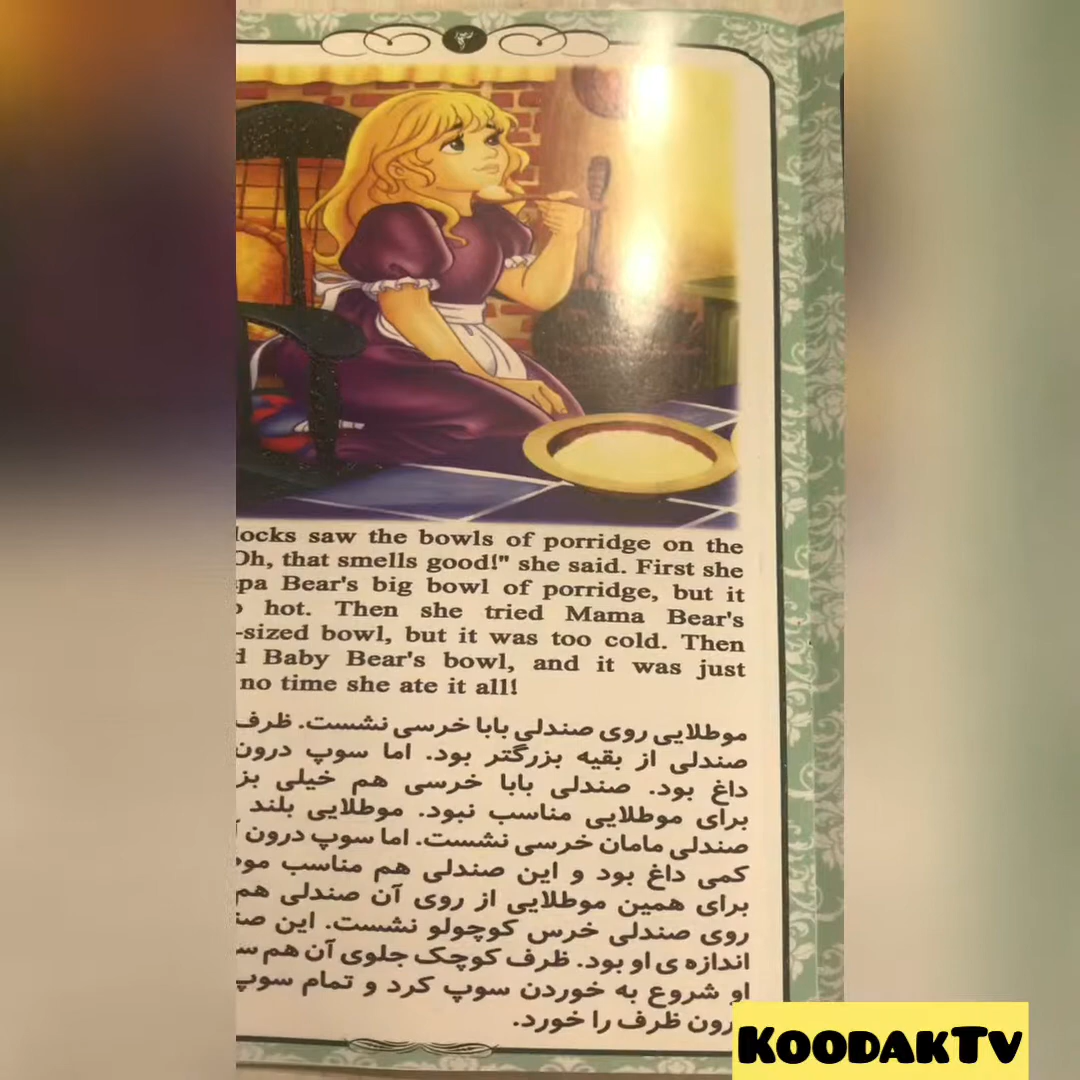 ۴
locks saw the bowls of porridge on the
Oh, that smells good!" she said. First she
pa Bear's big bowl of porridge, but it
hot. Then she tried Mama Bear's
-sized bowl, but it was too cold. Then
d Baby Bear's bowl, and it was just
no time she ate it all!
موطلایی روی صندلی بابا خرسی نشست. ظرف
صندلی از بقیه بزرگتر بود. اما سوپ درون
داغ بود. صندلی بابا خرسی هم خیلی بز
برای موطلایی مناسب نبود. موطلایی بلند
صندلی مامان خرسی نشست. اما سوپ درون
کمی داغ بود و این صندلی هم مناسب مو
برای همین موطلایی از روی آن صندلی هم
روی صندلی خرس کوچولو نشست. این صن
اندازه ی او بود. ظرف کوچک جلوی آن هم س
او شروع به خوردن سوپ کرد و تمام سوپ
درون ظرف را خورد.
KOODAKTV